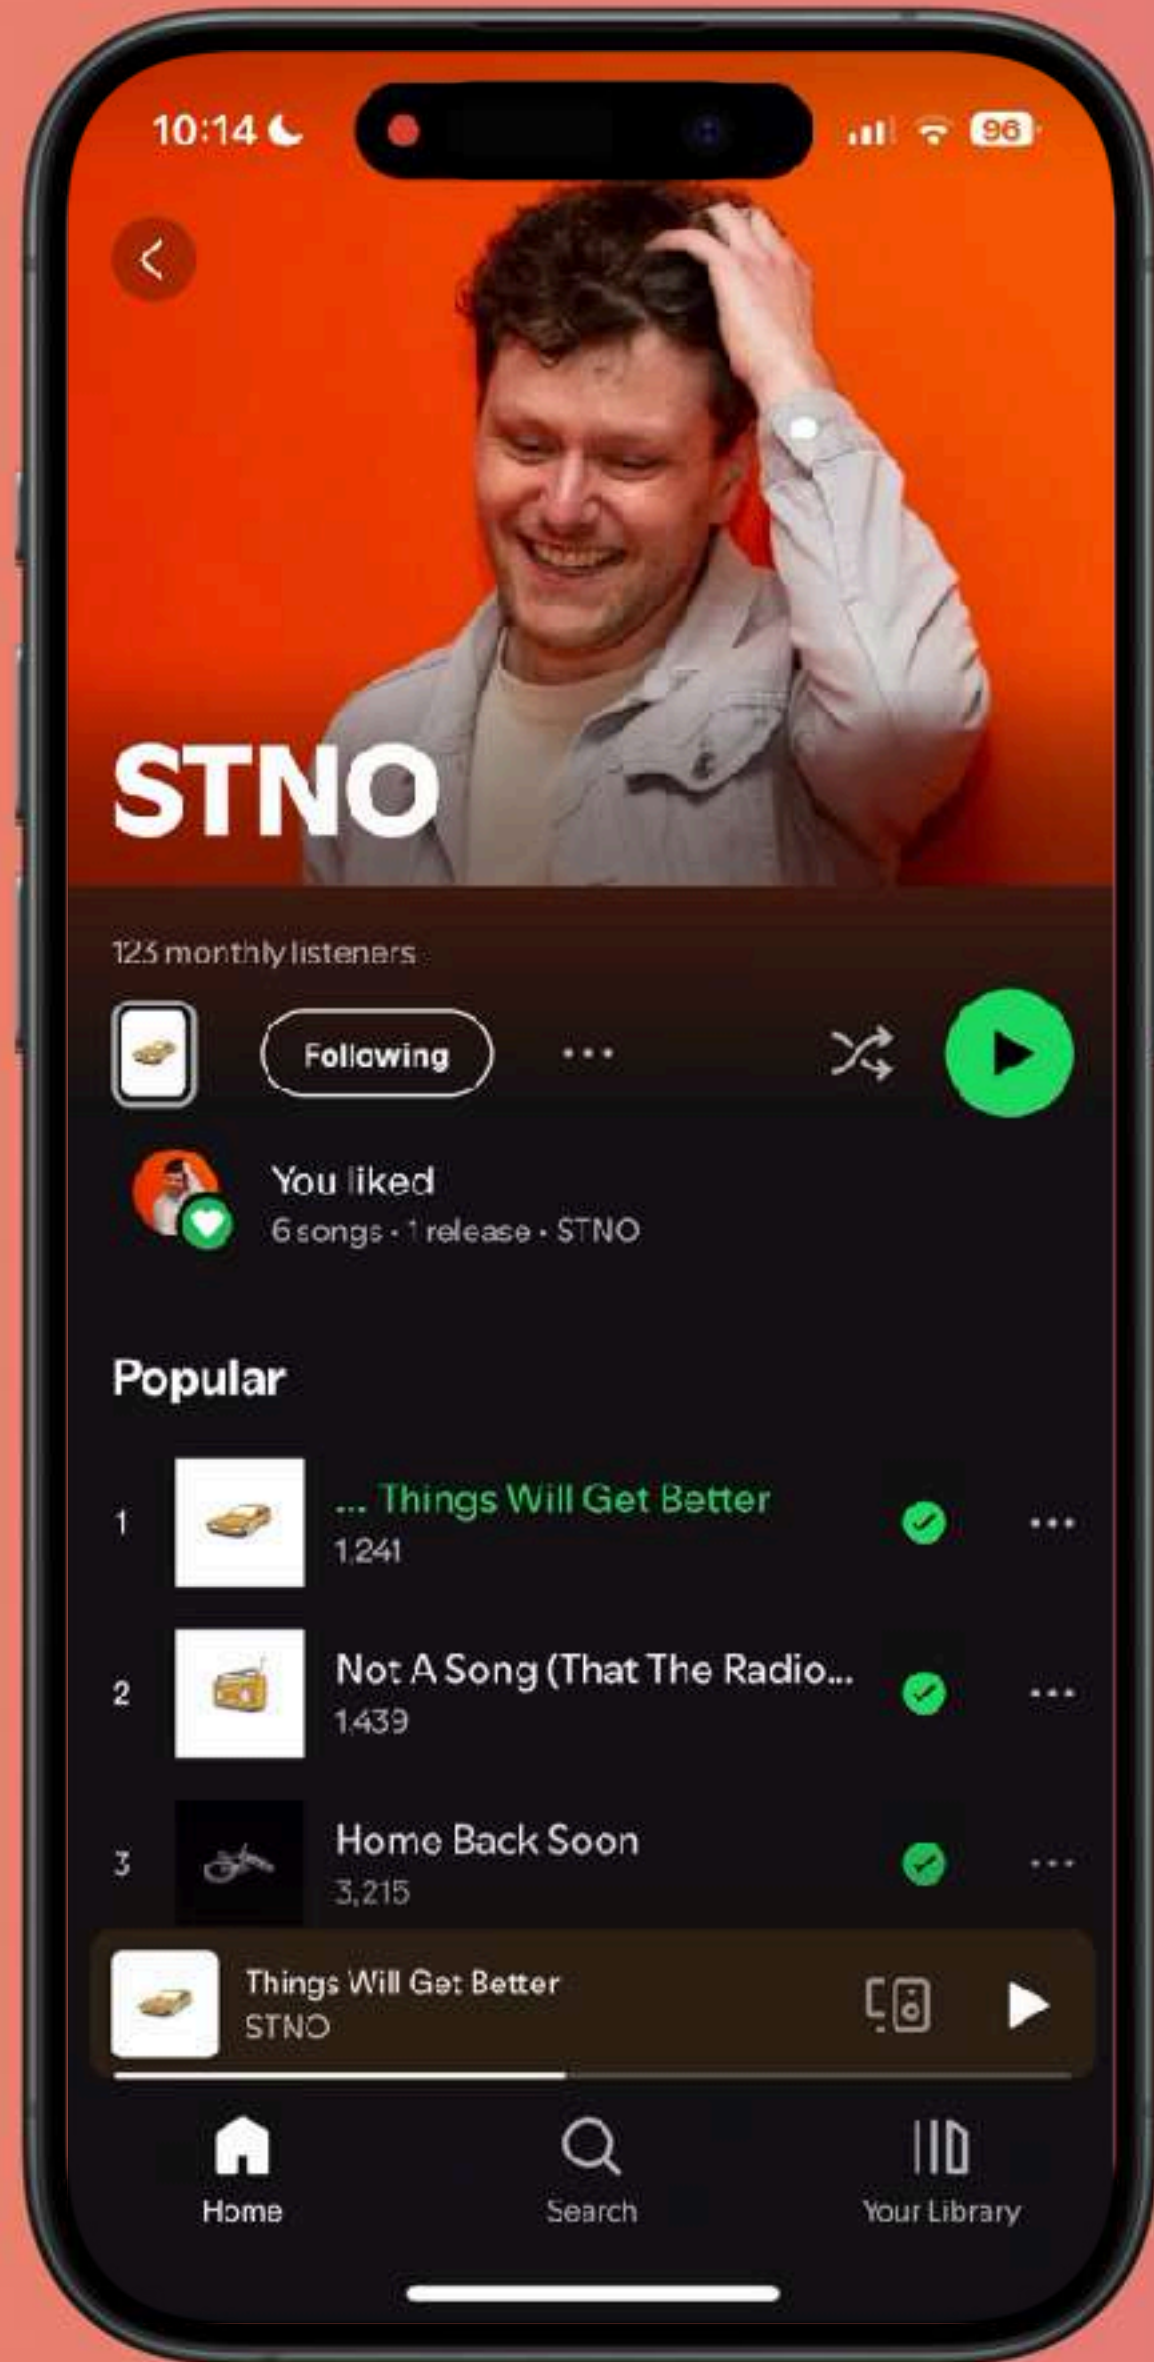 10:14
96
STNO
123 monthly listeners
Following
You liked
6 songs • 1 release • STNO
Popular
1
... Things Will Get Better
1,241
2
Not A Song (That The Radio...
1,439
3
Home Back Soon
3,215
Things Will Get Better
STNO
Home
Search
Your Library